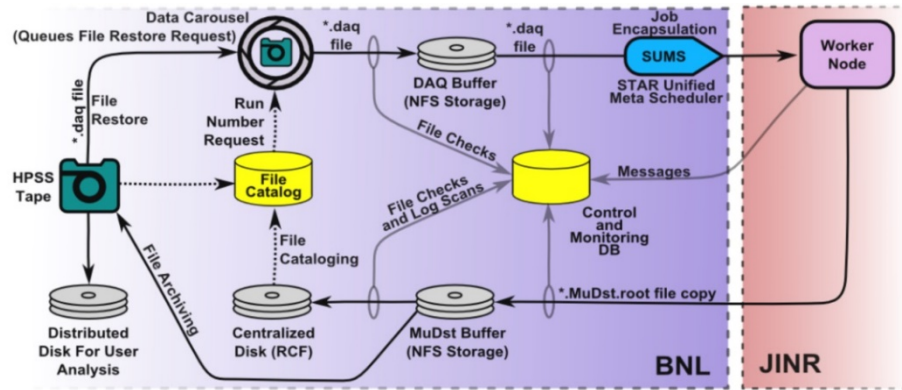 Data Carousel
(Queues File Restore Request)
*.daq
file
*.daq
file
Job
Encapsulation
SUMS
STAR Unified
Meta Scheduler
Worker
Node
DAQ Buffer
(NFS Storage)
*.daq file
File
Restore
Run
Number
Request
File Checks
HPSS
Tape
File
Catalog
Messages
File Checks
and Log Scans
Control
and
Monitoring
DB
File
Cataloging
File Archiving
*.MuDst.root file copy
Distributed
Disk For User
Analysis
Centralized
Disk (RCF)
MuDst Buffer
(NFS Storage)
BNL
JINR